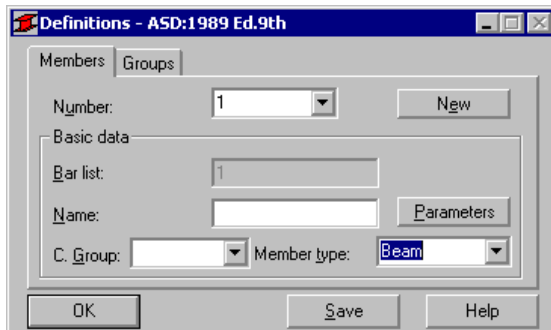 Definitions - ASD:1989 Ed.9th
Members Groups
Number: 1 New
Basic data
Bar list: 1
Name: Parameters
C. Group: Member type: Beam
OK Save Help